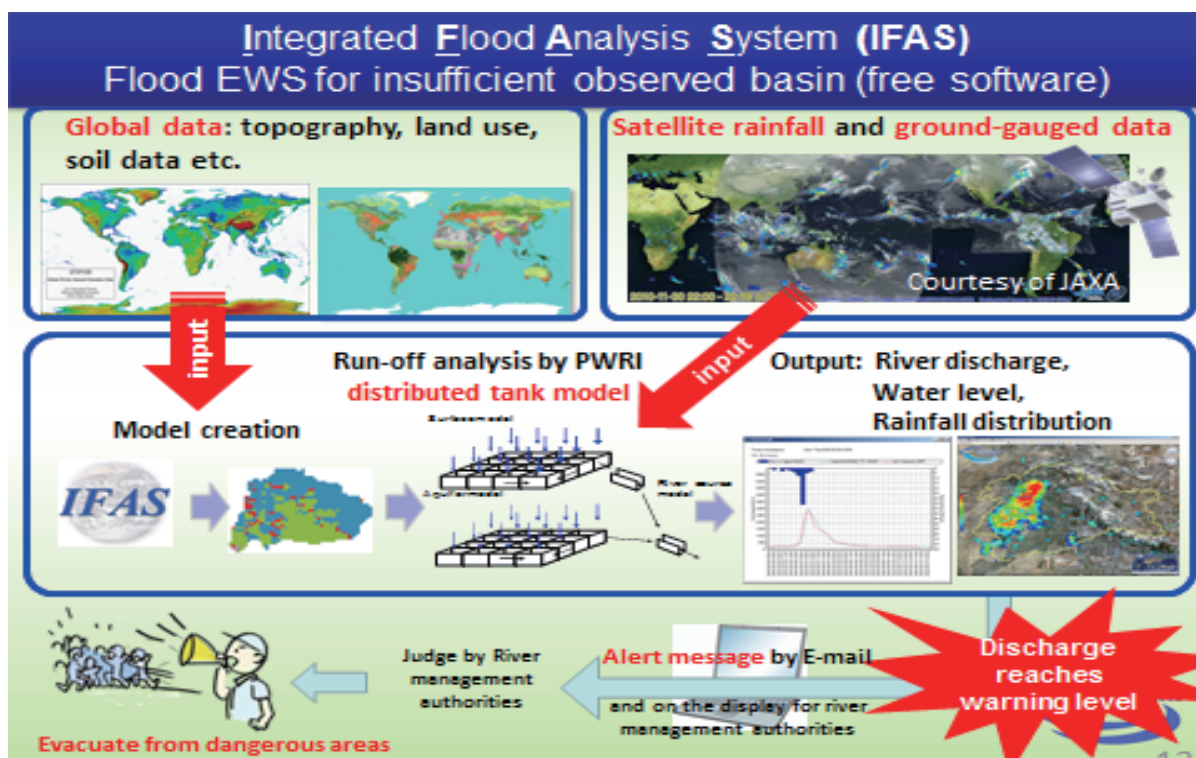 Integrated Flood Analysis System (IFAS)
Flood EWS for insufficient observed basin (free software)
Global data: topography, land use,
soil data etc.
Satellite rainfall and ground-gauged data
Courtesy of JAXA
input
input
Run-off analysis by PWRI
distributed tank model
Output: River discharge,
Water level,
Rainfall distribution
Model creation
IFAS
Discharge
reaches
warning level
Alert message by E-mail
and on the display for river
management authorities
Judge by River
management
authorities
Evacuate from dangerous areas